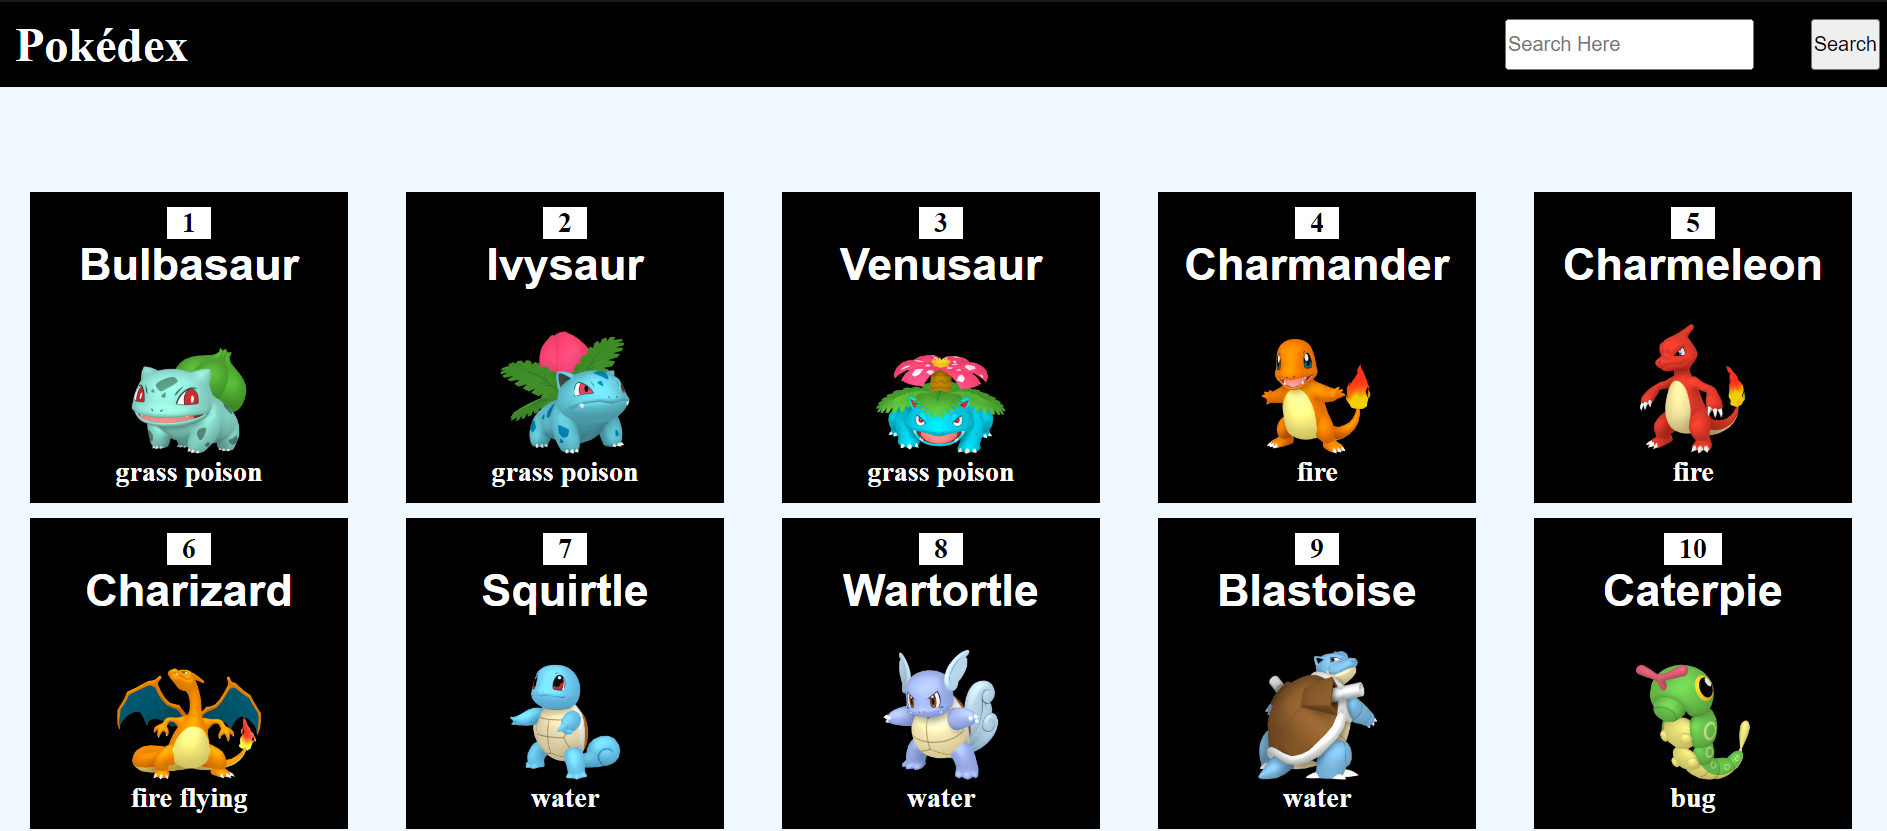 Pokédex
Search Here
Search
1
Bulbasaur
grass poison
2
Ivysaur
grass poison
3
Venusaur
grass poison
4
Charmander
fire
5
Charmeleon
fire
6
Charizard
fire flying
7
Squirtle
water
8
Wartortle
water
9
Blastoise
water
10
Caterpie
bug